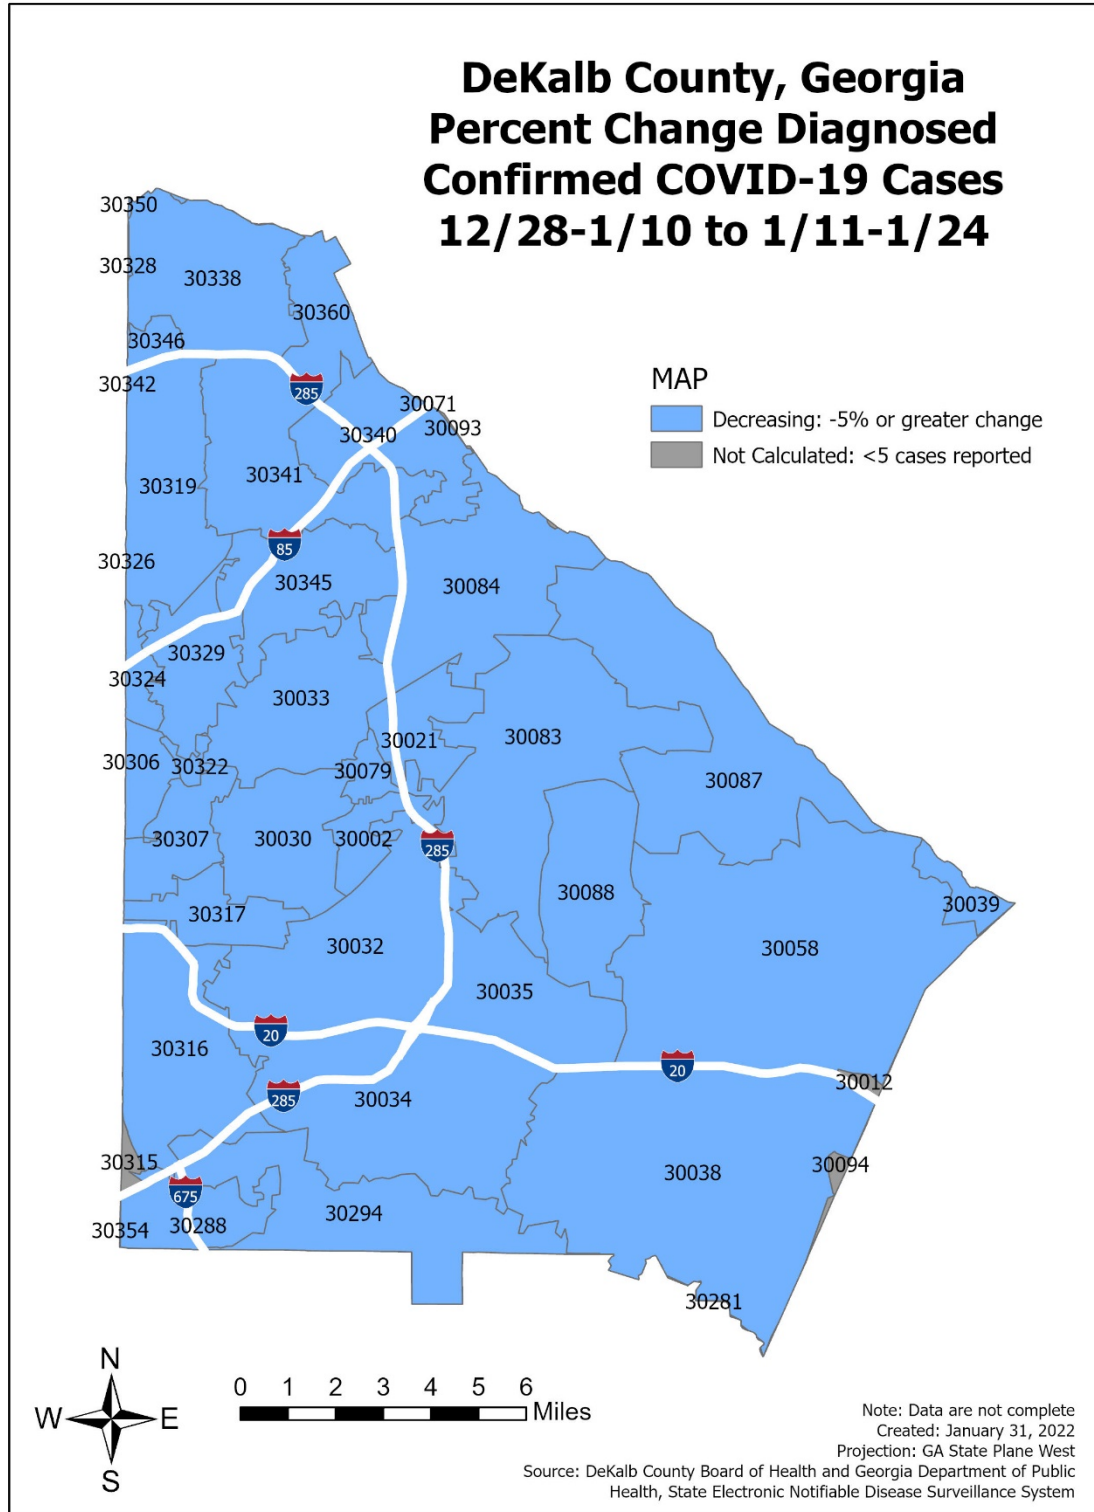 DeKalb County, Georgia
Percent Change Diagnosed
Confirmed COVID-19 Cases
12/28-1/10 to 1/11-1/24
30350
30328
30338
30360
30346
30342
285
30071
30093
30340
30341
30319
MAP
Decreasing: -5% or greater change
Not Calculated: <5 cases reported
85
30326
30345
30084
30329
30324
30033
30021
30083
30306
30322
30079
30087
30307
30030
30002
285
30088
30317
30039
30032
30058
30035
20
30316
20
30012
285
30034
30315
30094
30038
675
30354
30288
30294
30281
N
W
E
S
0 1 2 3 4 5 6
Miles
Note: Data are not complete
Created: January 31, 2022
Projection: GA State Plane West
Source: DeKalb County Board of Health and Georgia Department of Public
Health, State Electronic Notifiable Disease Surveillance System